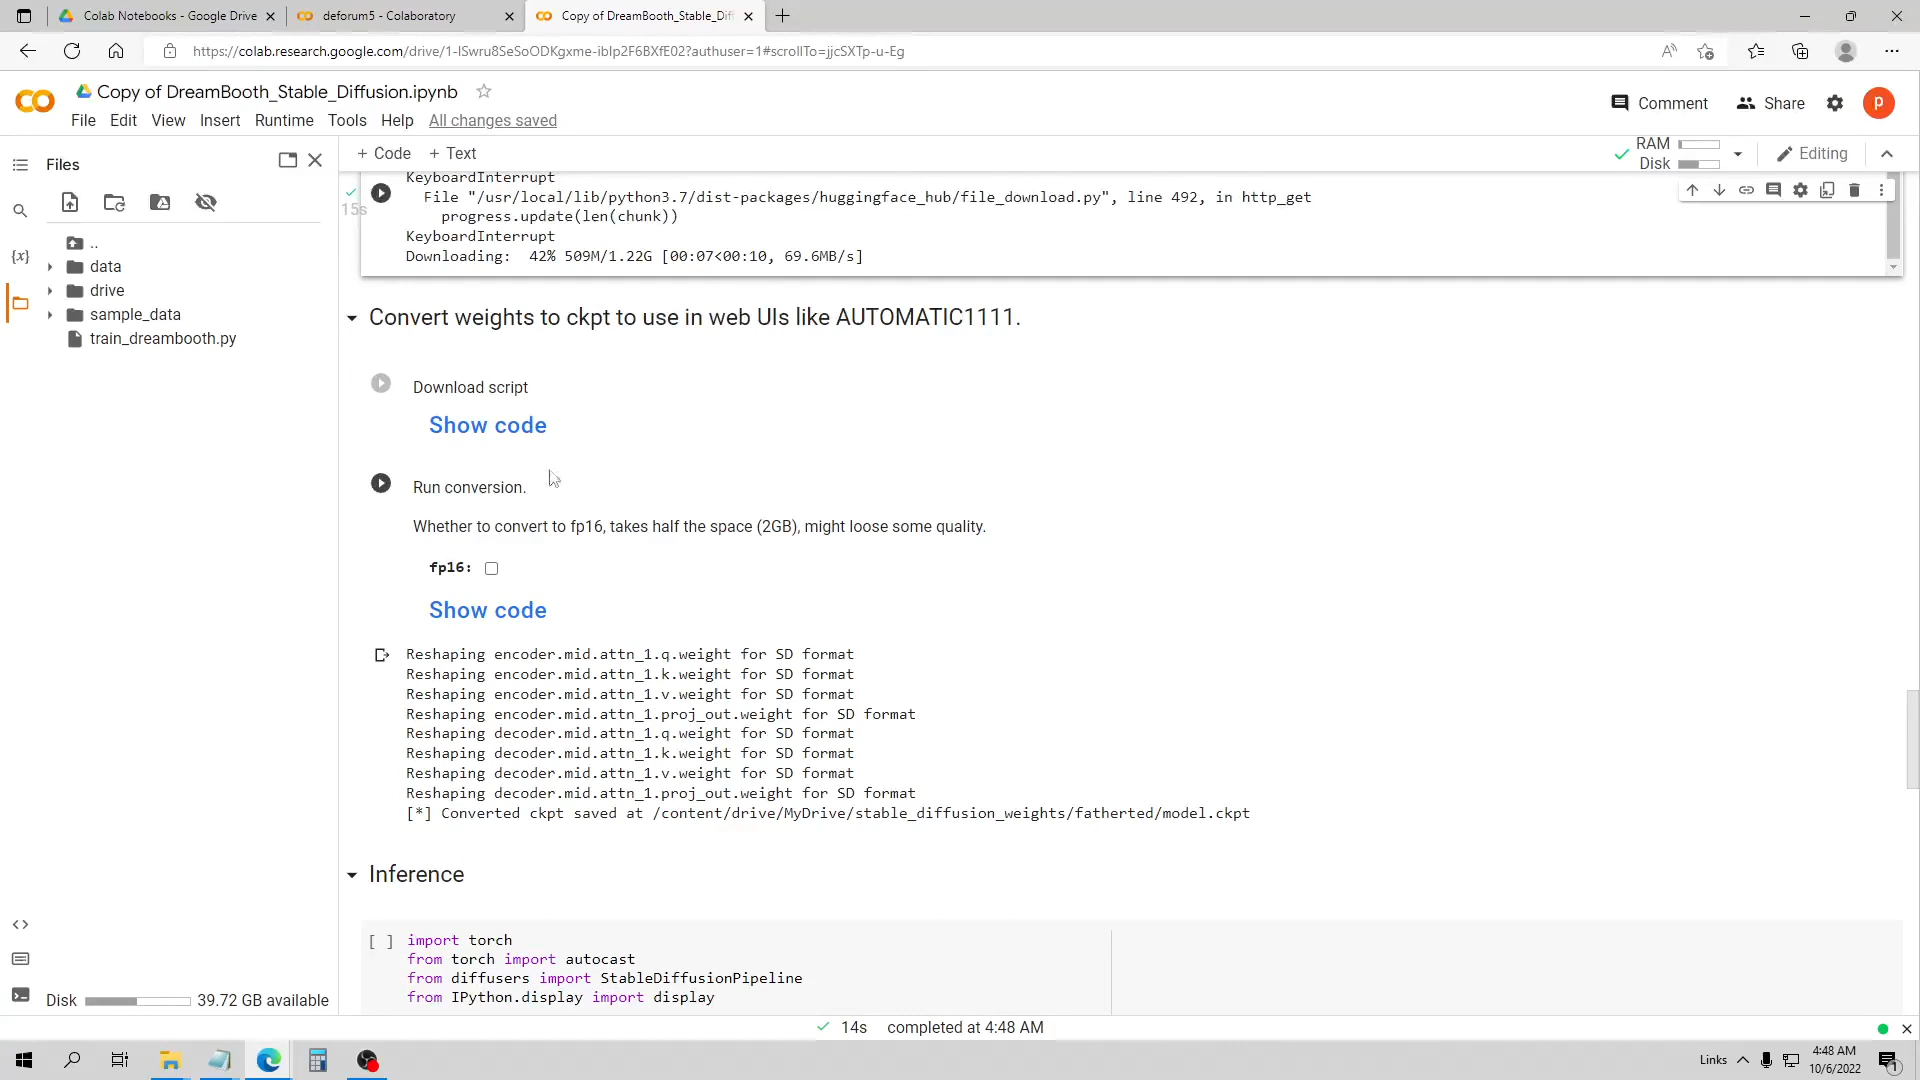 Colab Notebooks - Google Drive
deforum5 - Colaboratory
Copy of DreamBooth_Stable_Diff
https://colab.research.google.com/drive/1-ISwru8SeSoODKgxme-iblp2F6BXfE02?authuser=1#scrollTo=jjcSXTp-u-Eg
Copy of DreamBooth_Stable_Diffusion.ipynb
Comment
Share
p
File Edit View Insert Runtime Tools Help All changes saved
Files
+ Code + Text
RAM
Disk
Editing
..
data
drive
sample_data
train_dreambooth.py
15s
KeyboardInterrupt
File "/usr/local/lib/python3.7/dist-packages/huggingface_hub/file_download.py", line 492, in http_get
progress.update(len(chunk))
KeyboardInterrupt
Downloading: 42% 509M/1.22G [00:07<00:10, 69.6MB/s]
Convert weights to ckpt to use in web UIs like AUTOMATIC1111.
Download script
Show code
Run conversion.
Whether to convert to fp16, takes half the space (2GB), might loose some quality.
fp16:
Show code
Reshaping encoder.mid.attn_1.q.weight for SD format
Reshaping encoder.mid.attn_1.k.weight for SD format
Reshaping encoder.mid.attn_1.v.weight for SD format
Reshaping encoder.mid.attn_1.proj_out.weight for SD format
Reshaping decoder.mid.attn_1.q.weight for SD format
Reshaping decoder.mid.attn_1.k.weight for SD format
Reshaping decoder.mid.attn_1.v.weight for SD format
Reshaping decoder.mid.attn_1.proj_out.weight for SD format
[*] Converted ckpt saved at /content/drive/MyDrive/stable_diffusion_weights/fatherted/model.ckpt
Inference
[ ] import torch
from torch import autocast
from diffusers import StableDiffusionPipeline
from IPython.display import display
Disk 39.72 GB available
14s completed at 4:48 AM
Links
4:48 AM
10/6/2022
1